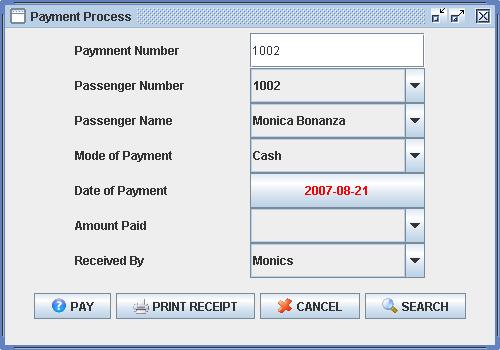 Payment Process
Paymnent Number 1002
Passenger Number 1002
Passenger Name Monica Bonanza
Mode of Payment Cash
Date of Payment 2007-08-21
Amount Paid
Received By Monics
PAY PRINT RECEIPT CANCEL SEARCH